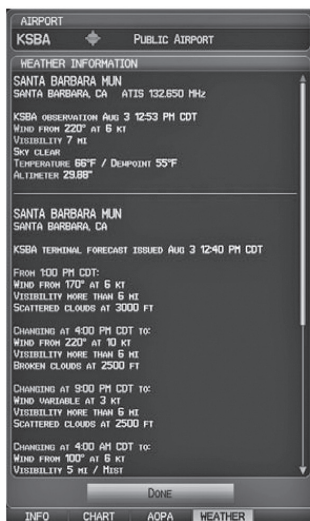 AIRPORT
KSBA PUBLIC AIRPORT
WEATHER INFORMATION
SANTA BARBARA MUN
SANTA BARBARA, CA ATIS 132.650 MHz
KSBA OBSERVATION AUG 3 12:53 PM CDT
WIND FROM 220° AT 6 KT
VISIBILITY 7 MI
SKY CLEAR
TEMPERATURE 66°F / DEWPOINT 55°F
ALTIMETER 29.88"
SANTA BARBARA MUN
SANTA BARBARA, CA
KSBA TERMINAL FORECAST ISSUED AUG 3 12:40 PM CDT
FROM 1:00 PM CDT:
WIND FROM 170° AT 6 KT
VISIBILITY MORE THAN 6 MI
SCATTERED CLOUDS AT 3000 FT
CHANGING AT 4:00 PM CDT TO:
WIND FROM 220° AT 10 KT
VISIBILITY MORE THAN 6 MI
BROKEN CLOUDS AT 2500 FT
CHANGING AT 9:00 PM CDT TO:
WIND VARIABLE AT 3 KT
VISIBILITY MORE THAN 6 MI
SCATTERED CLOUDS AT 2500 FT
CHANGING AT 4:00 AM CDT TO:
WIND FROM 100° AT 6 KT
VISIBILITY 5 MI / MIST
DONE
INFO CHART AOPA WEATHER